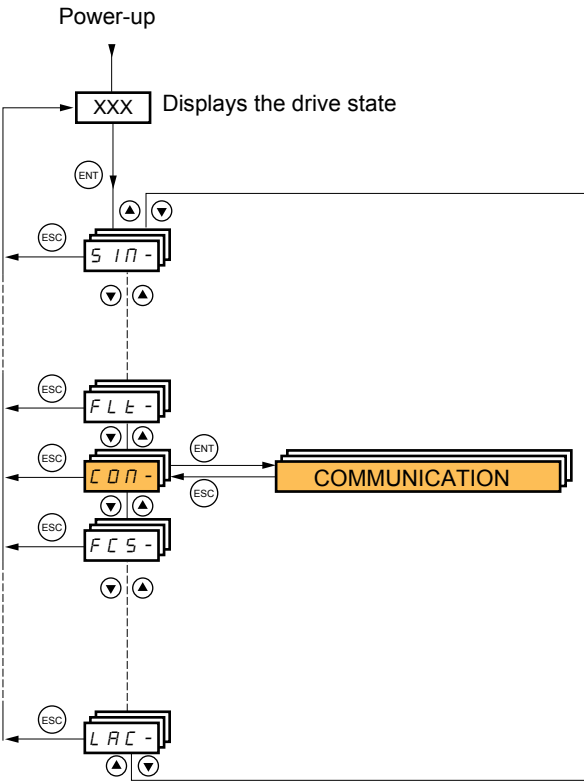 Power-up
XXX Displays the drive state
ENT
ESC
SIM-
ESC
FLt-
ESC
COM-
ENT
COMMUNICATION
ESC
ESC
FCS-
ESC
LAC-